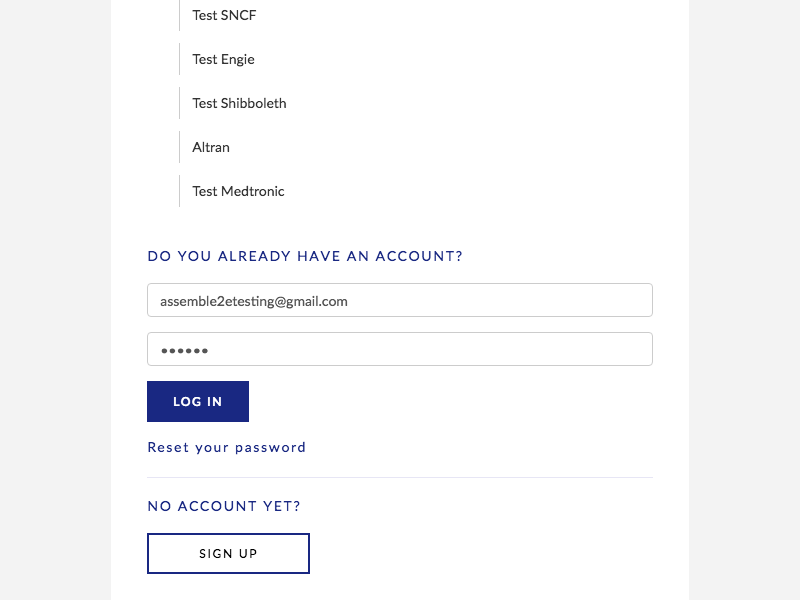 Test SNCF
Test Engie
Test Shibboleth
Altran
Test Medtronic
DO YOU ALREADY HAVE AN ACCOUNT?
assemble2etesting@gmail.com
••••••
LOG IN
Reset your password
NO ACCOUNT YET?
SIGN UP